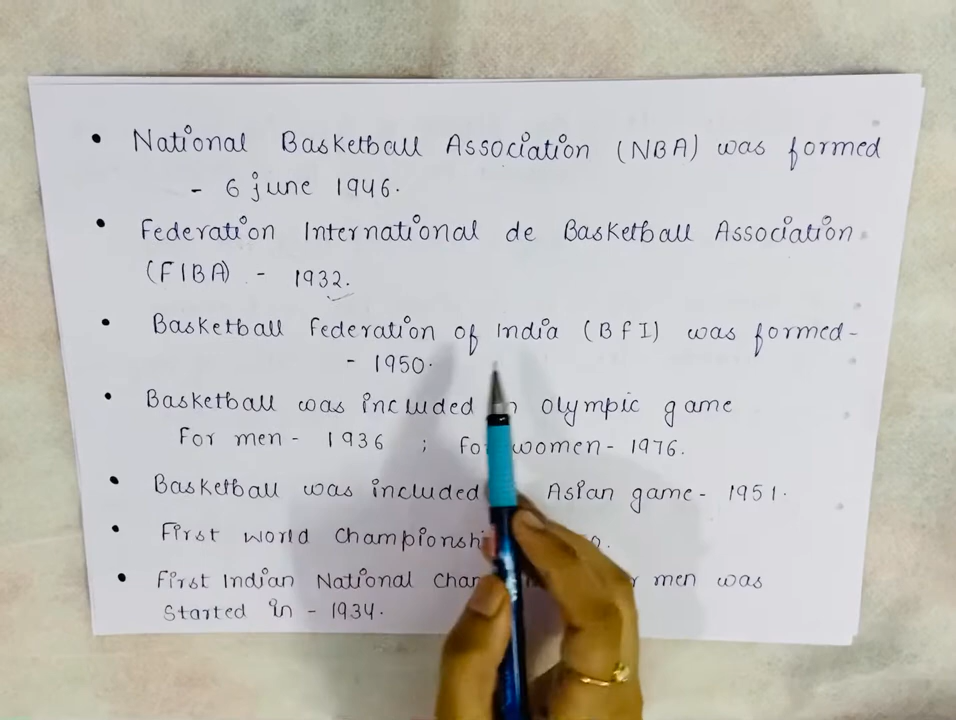 • National Basketball Association (NBA) was formed
- 6 june 1946.
• Federation International de Basketball Association
(FIBA) - 1932.
• Basketball Federation of India (BFI) was formed-
- 1950.
• Basketball was included Olympic game
For men - 1936 ; For women - 1976.
• Basketball was included Asian game - 1951.
• First world
• First Indian National men was
Started in - 1934.